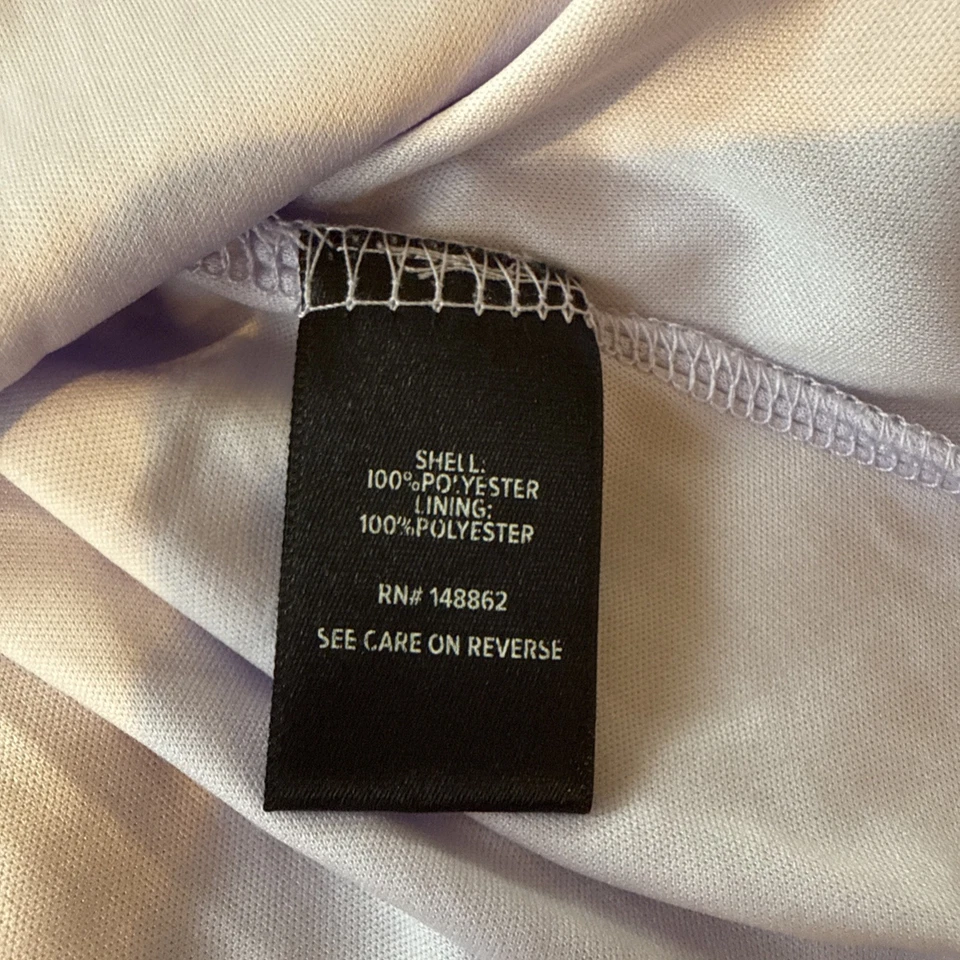 SHELL:
100%POLYESTER
LINING:
100%POLYESTER
RN# 148862
SEE CARE ON REVERSE